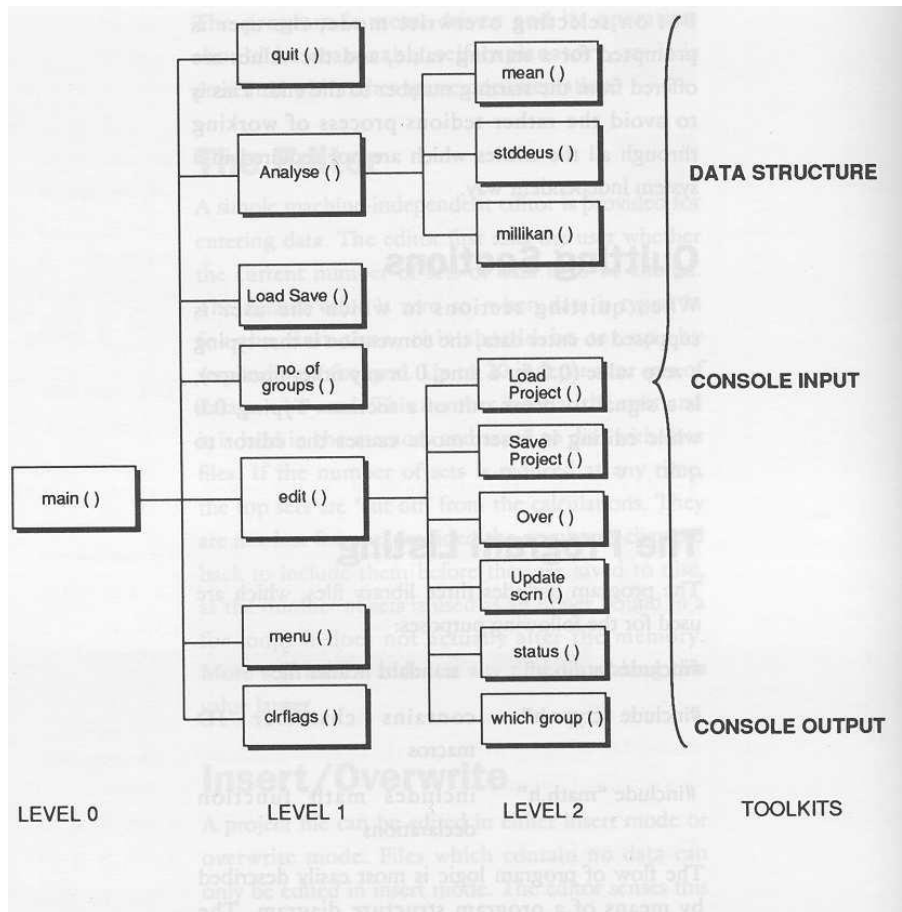 quit ( )
Analyse ( )
Load Save ( )
no. of
groups ( )
main ( )
edit ( )
menu ( )
clrflags ( )
mean ( )
stddeus ( )
millikan ( )
Load
Project ( )
Save
Project ( )
Over ( )
Update
scrn ( )
status ( )
which group ( )
DATA STRUCTURE
CONSOLE INPUT
CONSOLE OUTPUT
LEVEL 0
LEVEL 1
LEVEL 2
TOOLKITS